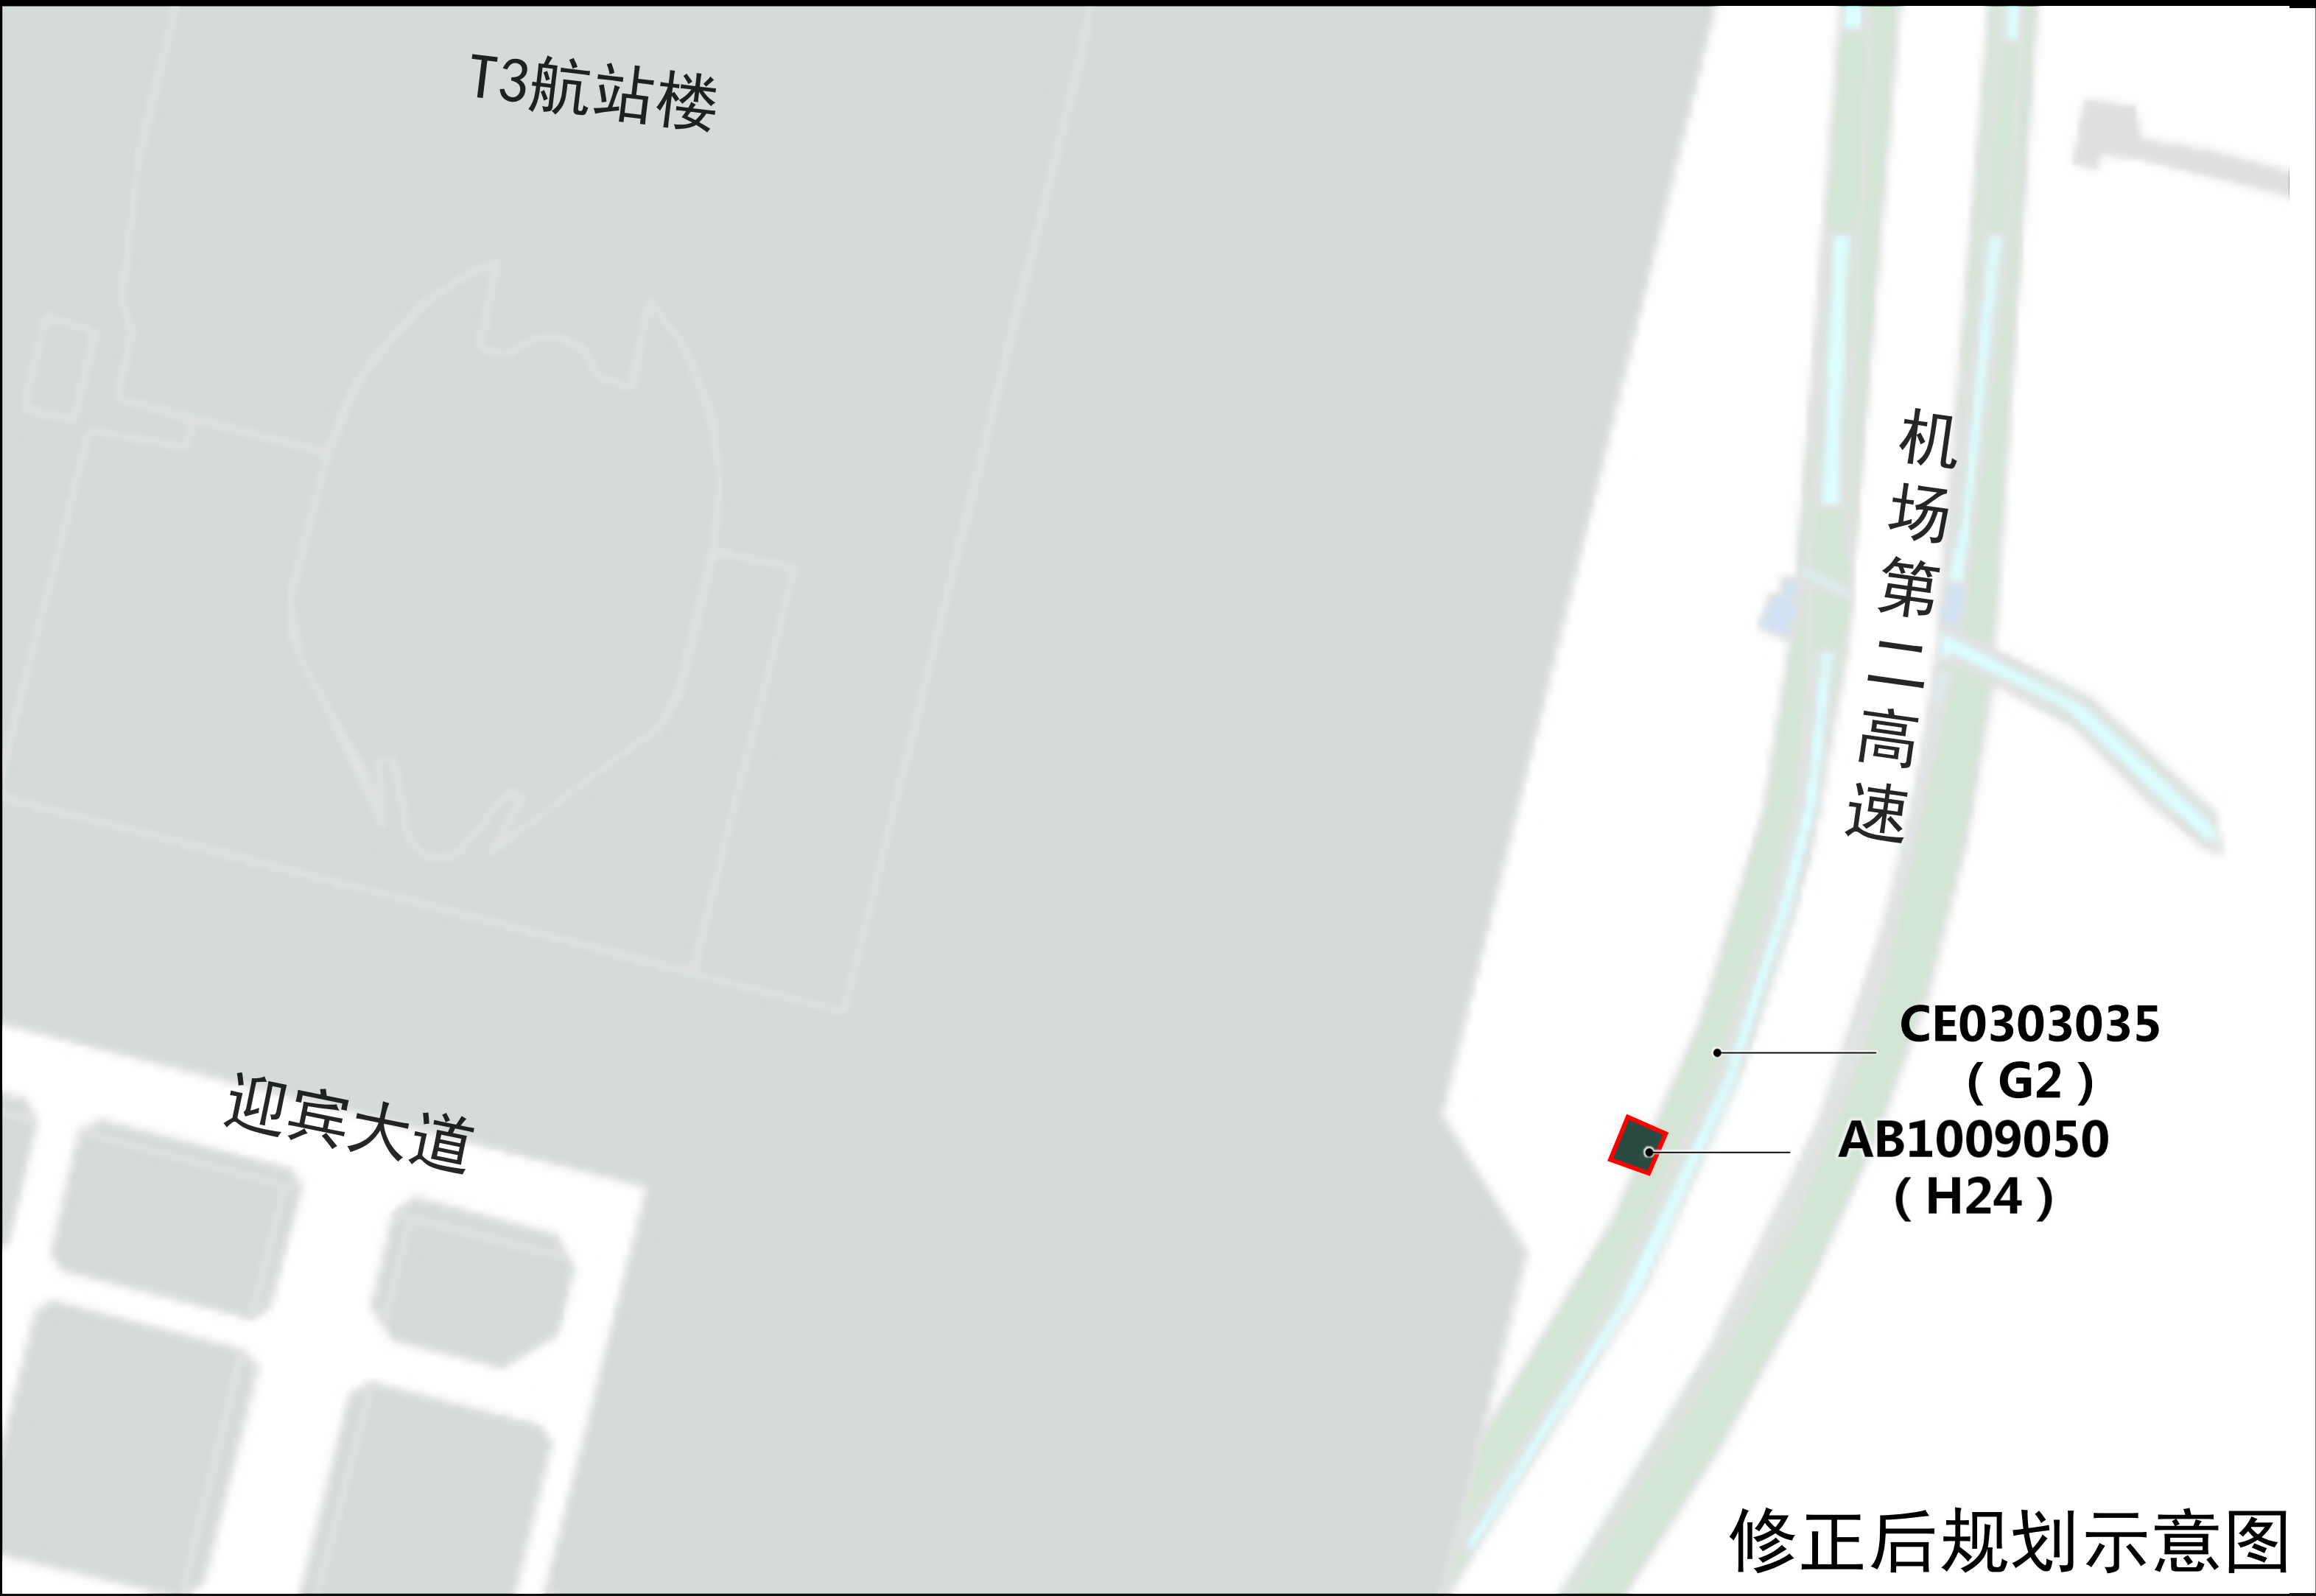 T3航站楼
机场第二高速
CE0303035
（G2）
AB1009050
（H24）
迎宾大道
修正后规划示意图